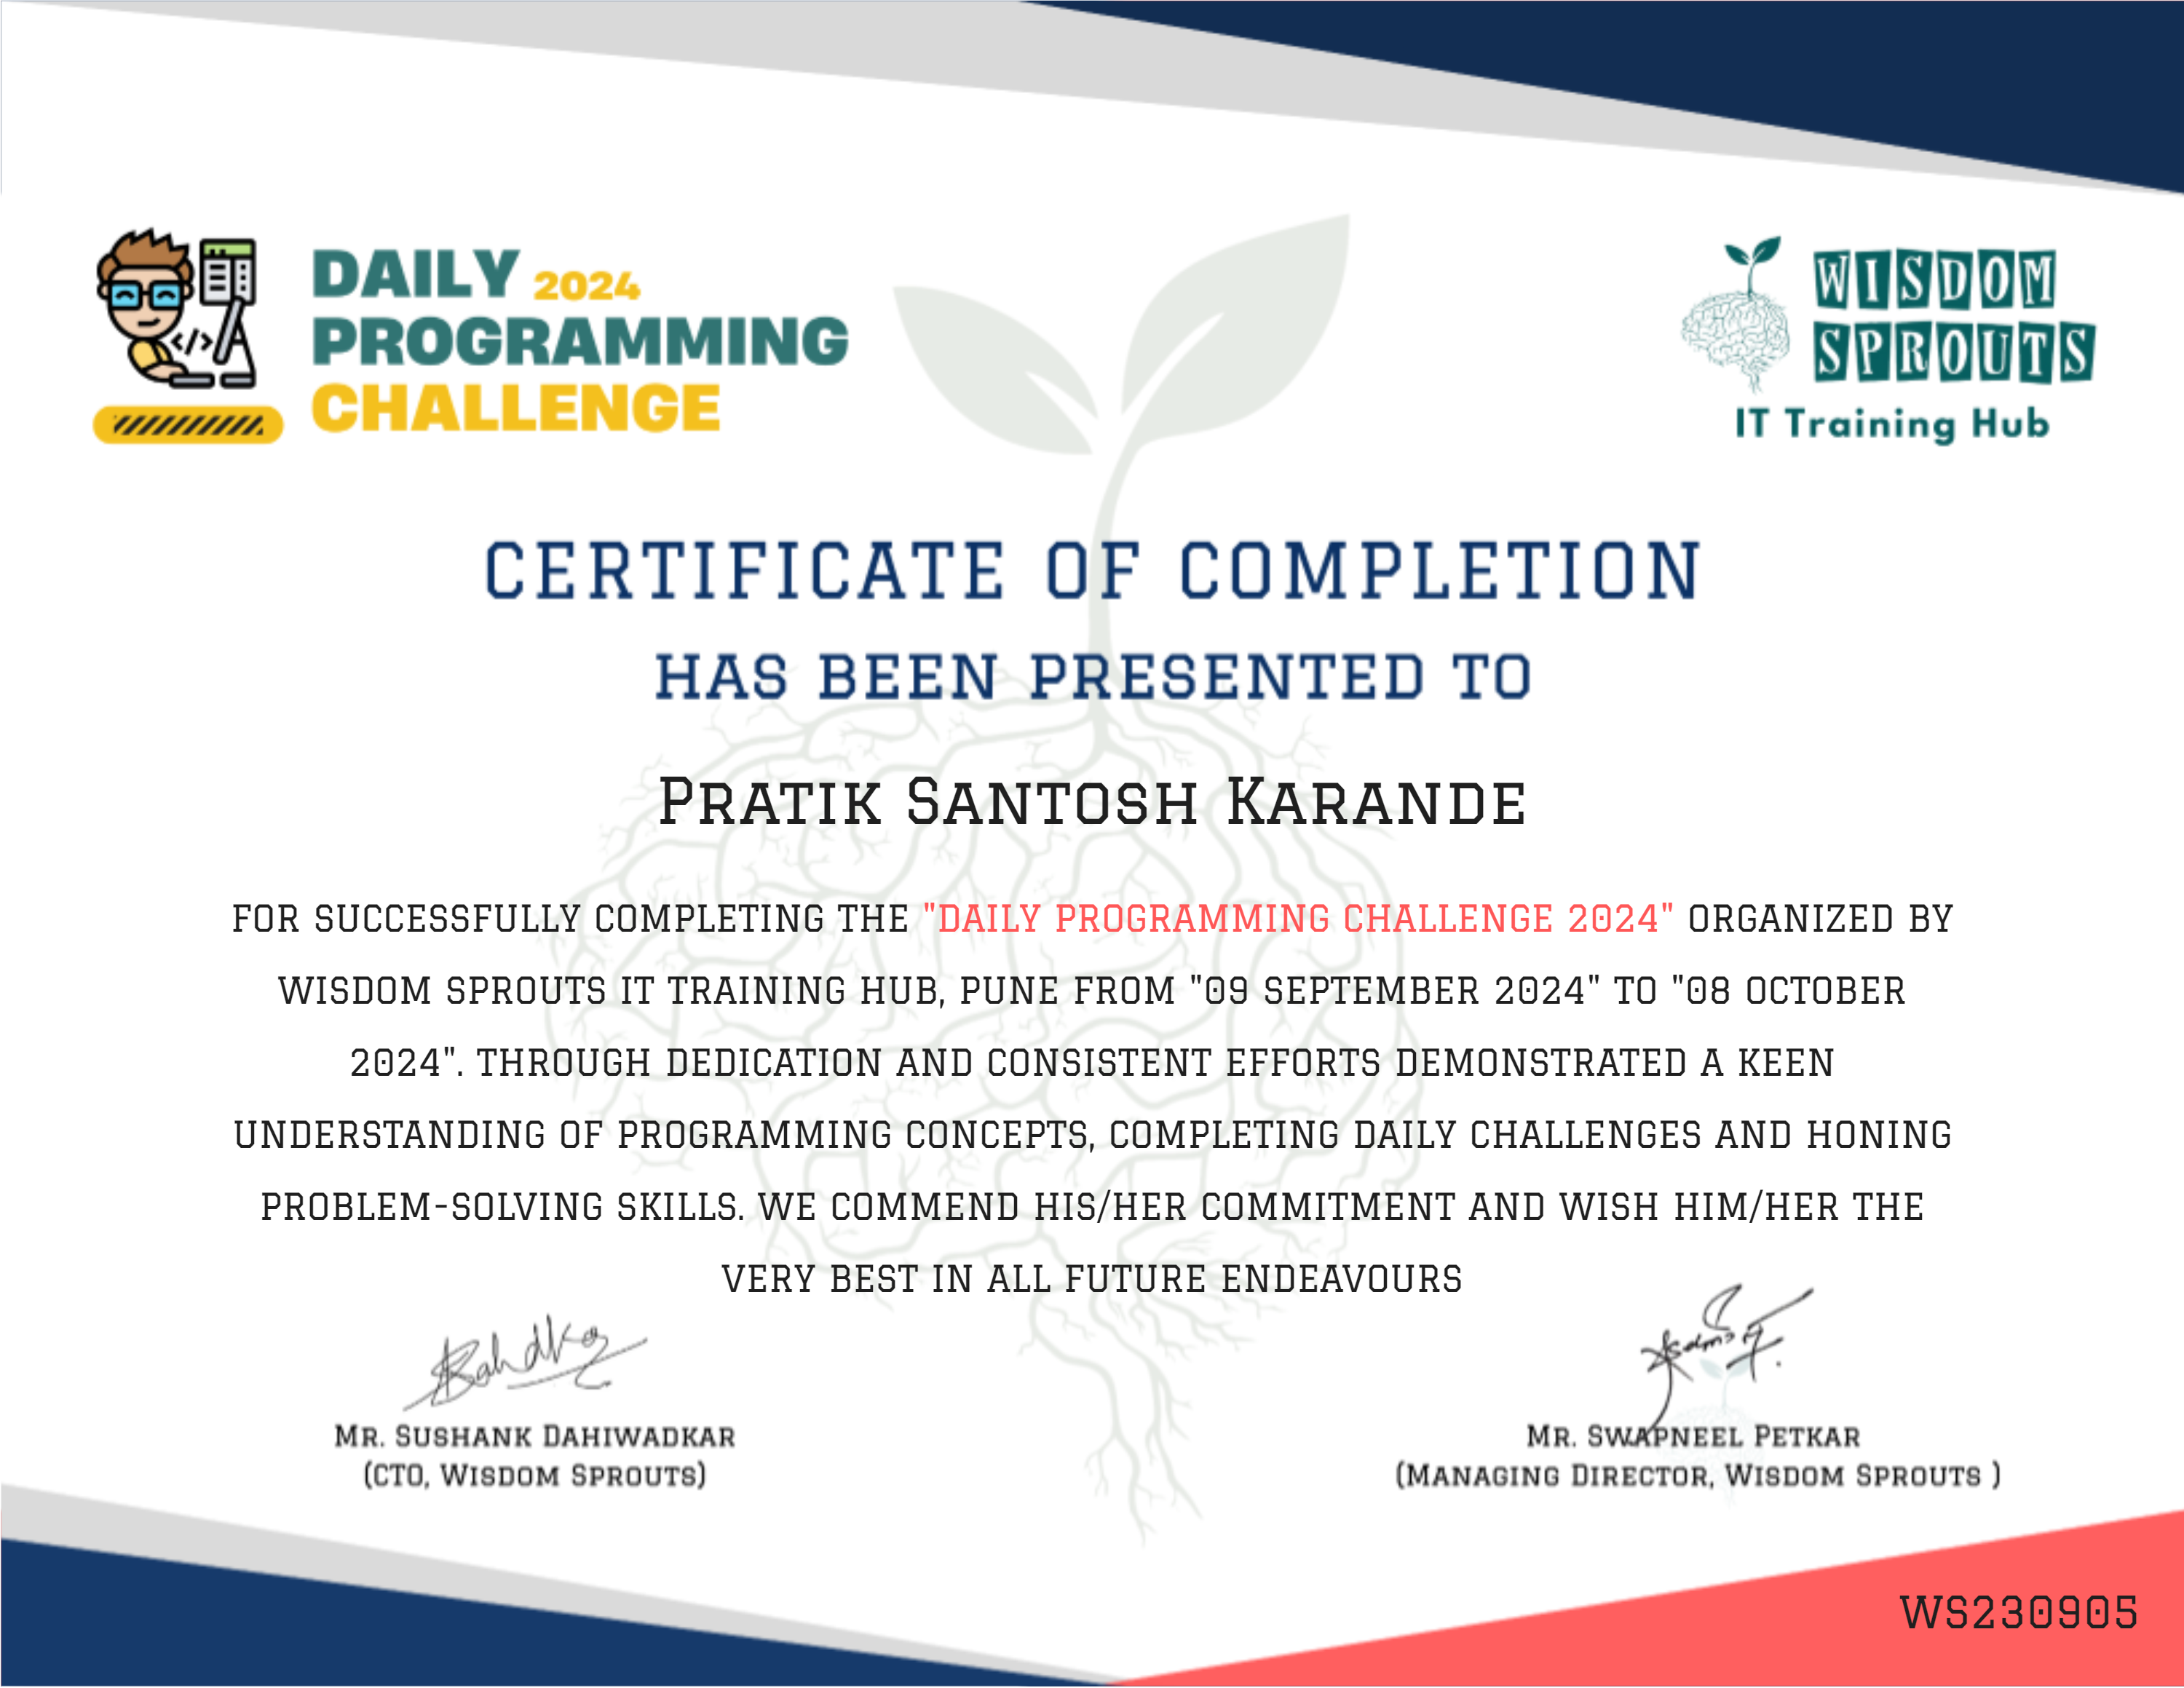 DAILY 2024
PROGRAMMING
CHALLENGE
</>
WISDOM
SPROUTS
IT Training Hub
CERTIFICATE OF COMPLETION
HAS BEEN PRESENTED TO
PRATIK SANTOSH KARANDE
FOR SUCCESSFULLY COMPLETING THE "DAILY PROGRAMMING CHALLENGE 2024" ORGANIZED BY
WISDOM SPROUTS IT TRAINING HUB, PUNE FROM "09 SEPTEMBER 2024" TO "08 OCTOBER
2024". THROUGH DEDICATION AND CONSISTENT EFFORTS DEMONSTRATED A KEEN
UNDERSTANDING OF PROGRAMMING CONCEPTS, COMPLETING DAILY CHALLENGES AND HONING
PROBLEM-SOLVING SKILLS. WE COMMEND HIS/HER COMMITMENT AND WISH HIM/HER THE
VERY BEST IN ALL FUTURE ENDEAVOURS
MR. SUSHANK DAHIWADKAR
(CTO, WISDOM SPROUTS)
MR. SWAPNEEL PETKAR
(MANAGING DIRECTOR, WISDOM SPROUTS )
WS230905